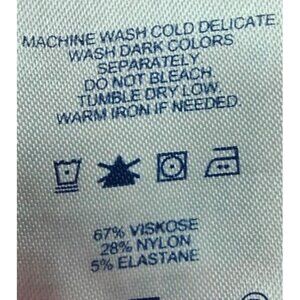 MACHINE WASH COLD DELICATE
WASH DARK COLORS
SEPARATELY.
DO NOT BLEACH.
TUMBLE DRY LOW.
WARM IRON IF NEEDED.
67% VISKOSE
28% NYLON
5% ELASTANE